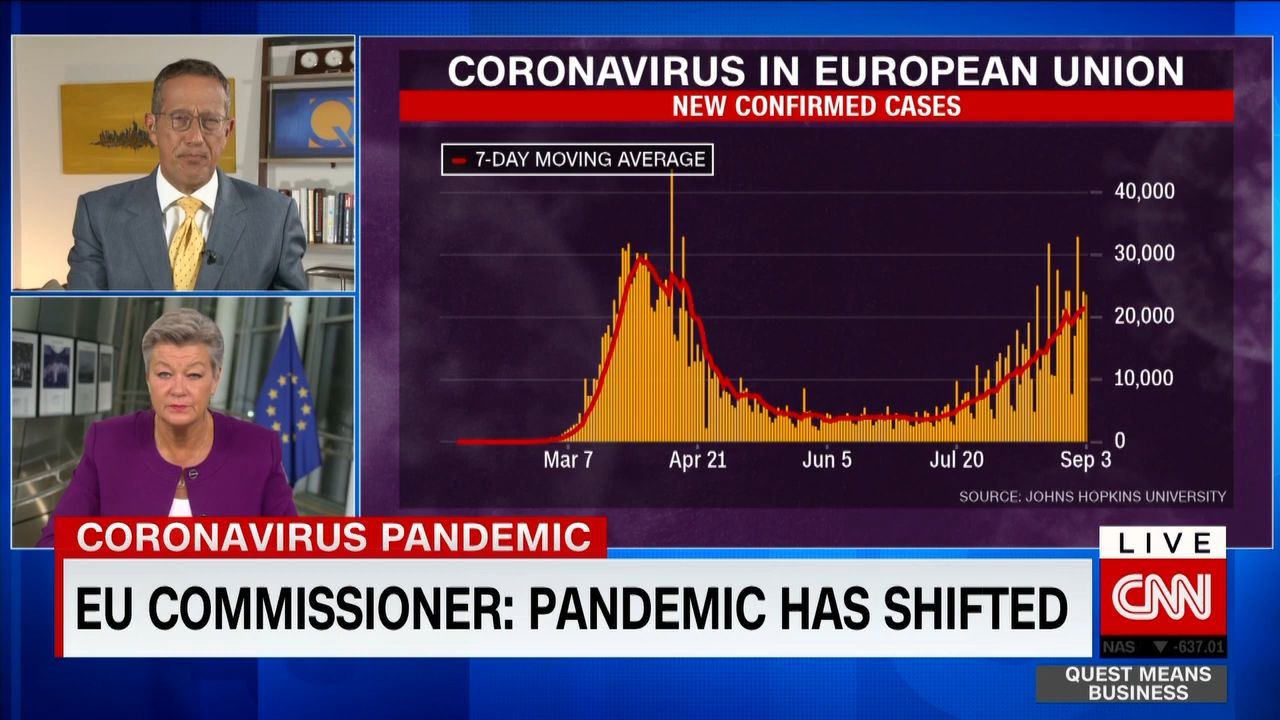 CORONAVIRUS IN EUROPEAN UNION
NEW CONFIRMED CASES
7-DAY MOVING AVERAGE
40,000
30,000
20,000
10,000
0
Mar 7 Apr 21 Jun 5 Jul 20 Sep 3
SOURCE: JOHNS HOPKINS UNIVERSITY
CORONAVIRUS PANDEMIC
EU COMMISSIONER: PANDEMIC HAS SHIFTED
LIVE
CNN
NAS ▼ -637.01
QUEST MEANS
BUSINESS